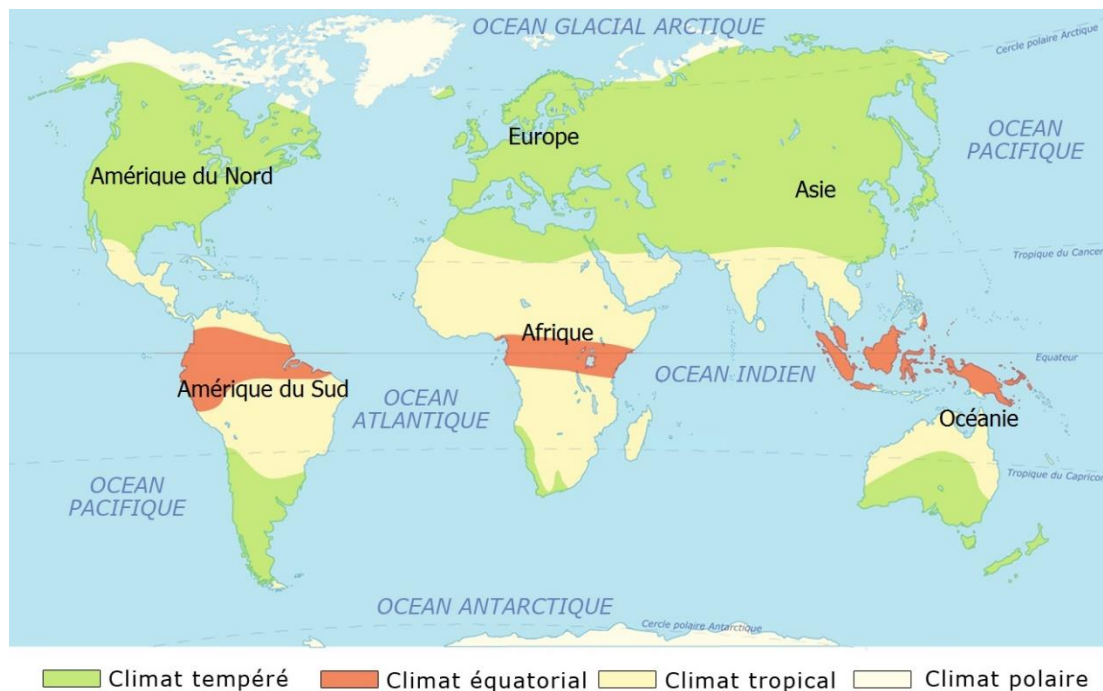 OCEAN GLACIAL ARCTIQUE
Cercle polaire Arctique
Europe
OCEAN
PACIFIQUE
Amérique du Nord
Asie
Tropique du Cancer
Afrique
Equateur
Amérique du Sud
OCEAN INDIEN
OCEAN
ATLANTIQUE
Océanie
OCEAN
PACIFIQUE
Tropique du Capricorn
OCEAN ANTARCTIQUE
Cercle polaire Antarctique
Climat tempéré
Climat équatorial
Climat tropical
Climat polaire